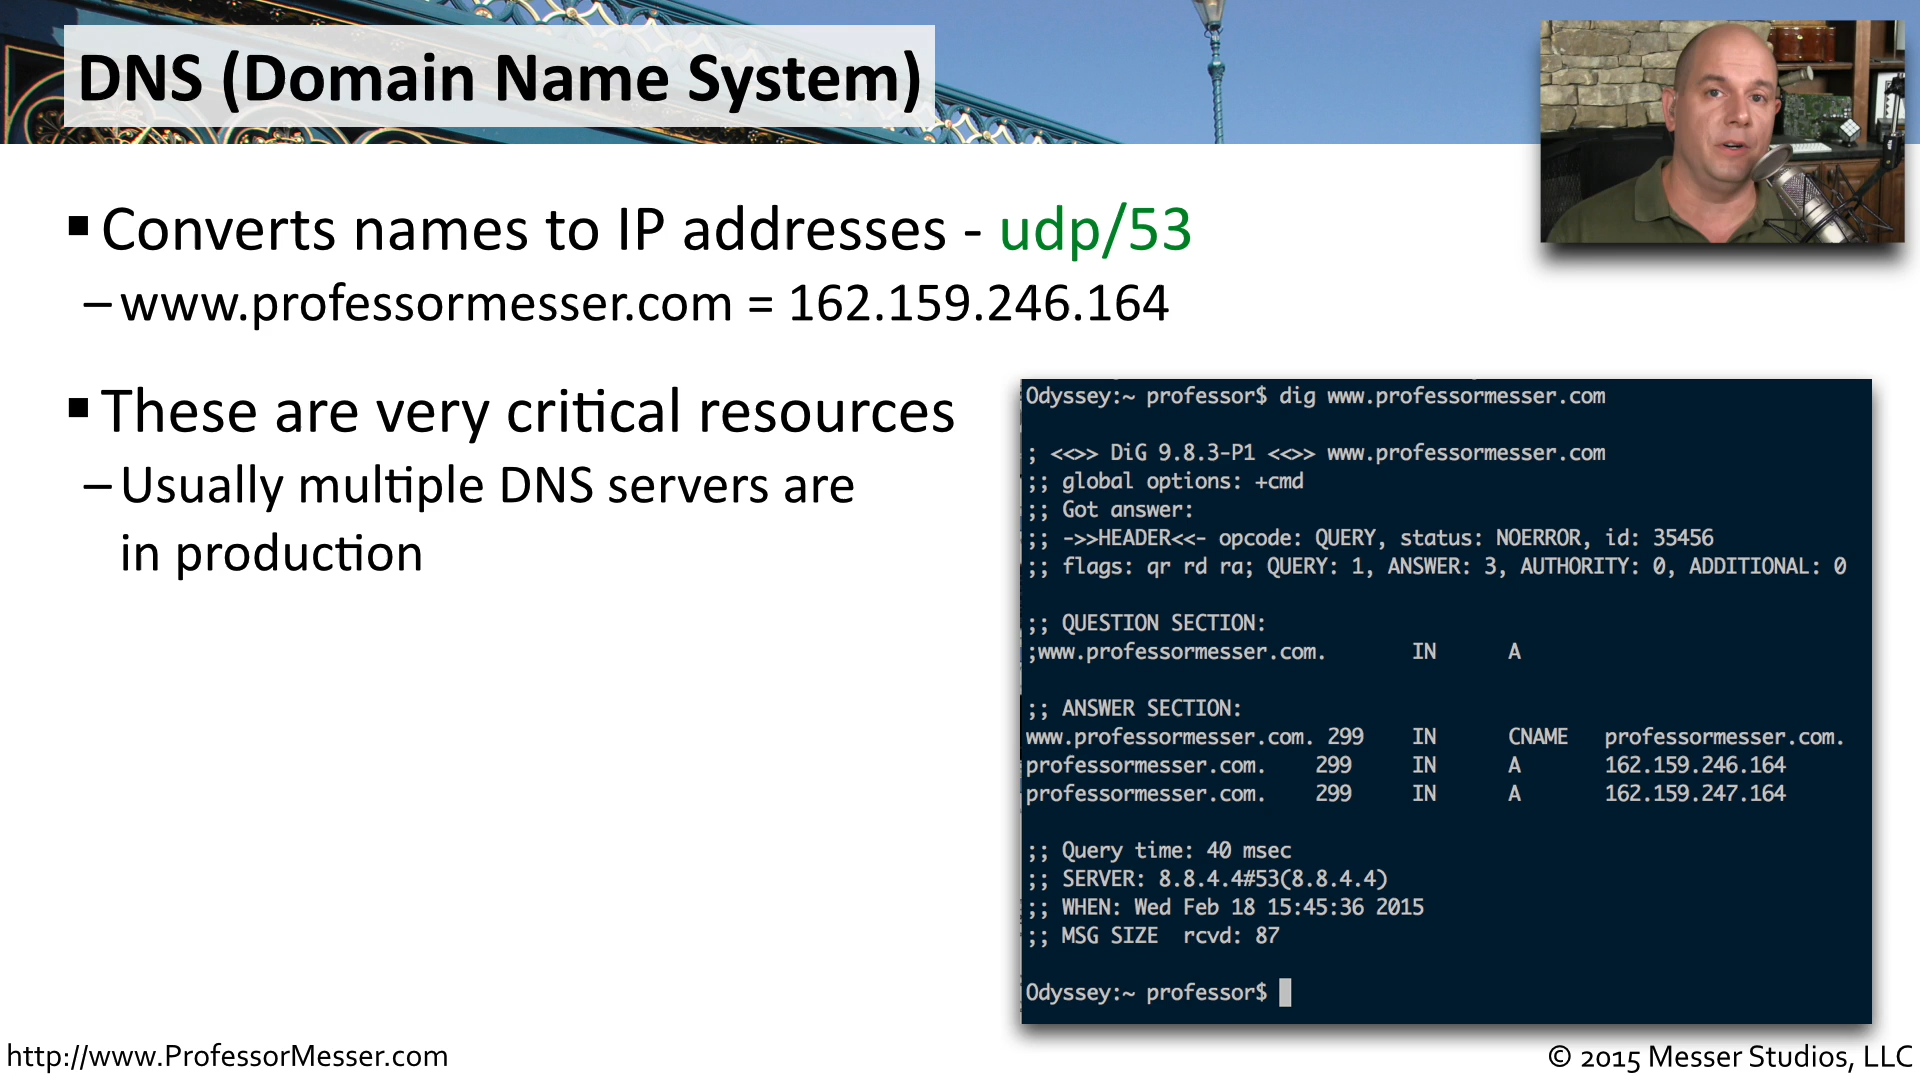 DNS (Domain Name System)
Converts names to IP addresses - udp/53
– www.professormesser.com = 162.159.246.164
These are very critical resources
– Usually multiple DNS servers are
in production
Odyssey:~ professor$ dig www.professormesser.com
; <<>> DiG 9.8.3-P1 <<>> www.professormesser.com
;; global options: +cmd
;; Got answer:
;; ->>HEADER<<- opcode: QUERY, status: NOERROR, id: 35456
;; flags: qr rd ra; QUERY: 1, ANSWER: 3, AUTHORITY: 0, ADDITIONAL: 0
;; QUESTION SECTION:
;www.professormesser.com. IN A
;; ANSWER SECTION:
www.professormesser.com. 299 IN CNAME professormesser.com.
professormesser.com. 299 IN A 162.159.246.164
professormesser.com. 299 IN A 162.159.247.164
;; Query time: 40 msec
;; SERVER: 8.8.4.4#53(8.8.4.4)
;; WHEN: Wed Feb 18 15:45:36 2015
;; MSG SIZE rcvd: 87
Odyssey:~ professor$
http://www.ProfessorMesser.com
© 2015 Messer Studios, LLC